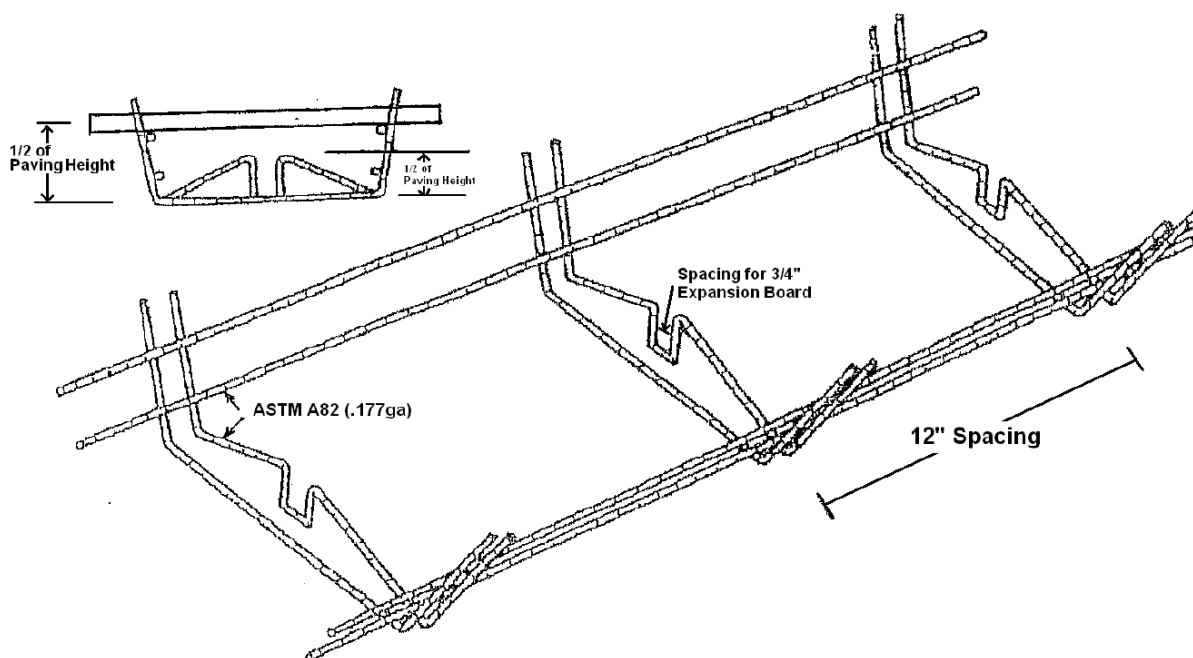 1/2 of
Paving Height
1/2 of
Paving Height
Spacing for 3/4"
Expansion Board
ASTM A82 (.177ga)
12" Spacing